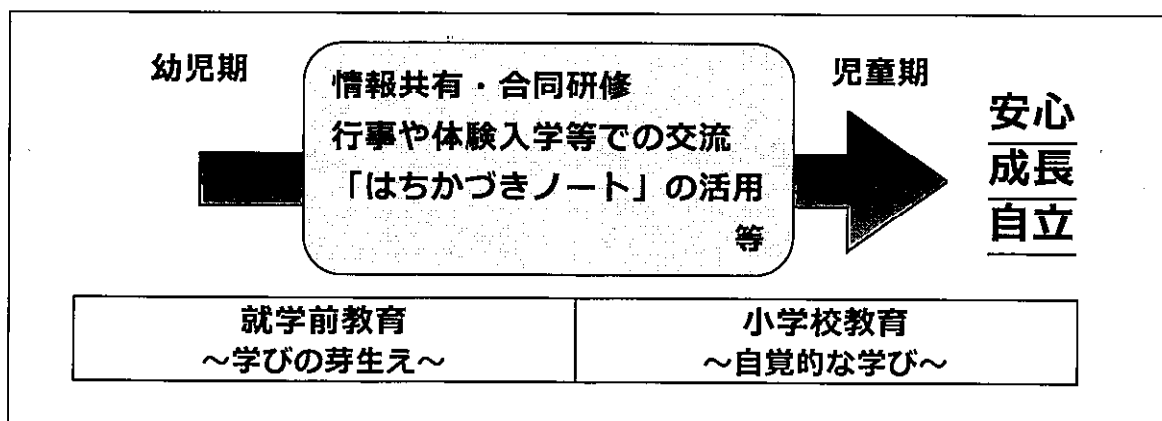 幼児期
情報共有・合同研修
行事や体験入学等での交流
「はちかづきノート」の活用
等
児童期
安心
成長
自立
就学前教育
～学びの芽生え～
小学校教育
～自覚的な学び～